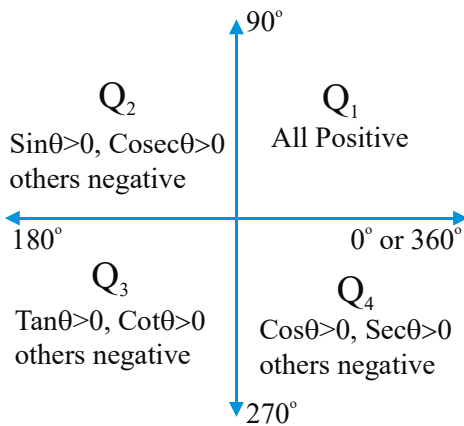 90°
Q₂
Sinθ>0, Cosecθ>0
others negative
Q₁
All Positive
180°
0° or 360°
Q₃
Tanθ>0, Cotθ>0
others negative
Q₄
Cosθ>0, Secθ>0
others negative
270°